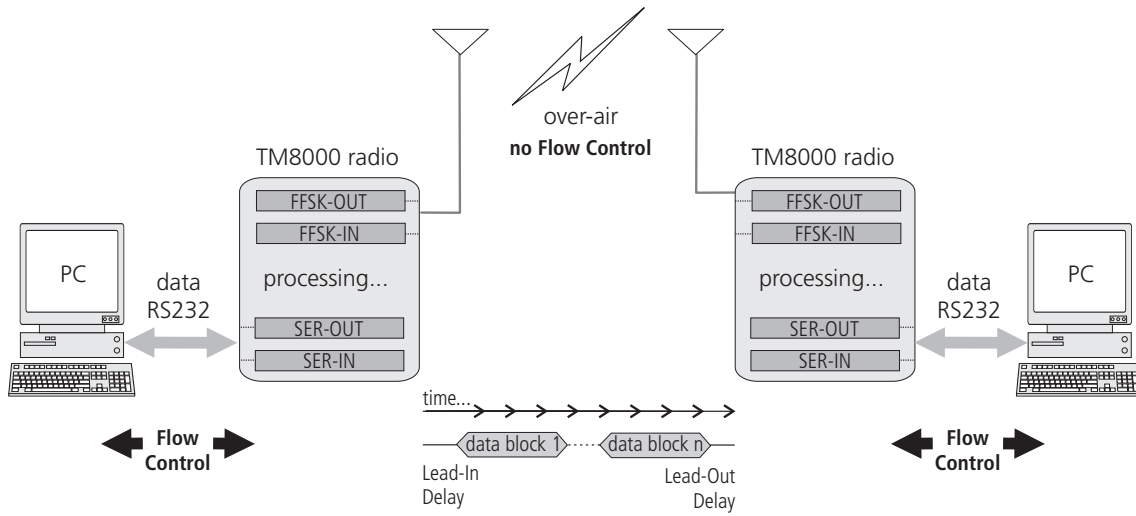 over-air
no Flow Control
TM8000 radio
FFSK-OUT
FFSK-IN
processing...
SER-OUT
SER-IN
TM8000 radio
FFSK-OUT
FFSK-IN
processing...
SER-OUT
SER-IN
PC
data
RS232
data
RS232
PC
Flow
Control
time...
data block 1
data block n
Lead-In
Delay
Lead-Out
Delay
Flow
Control